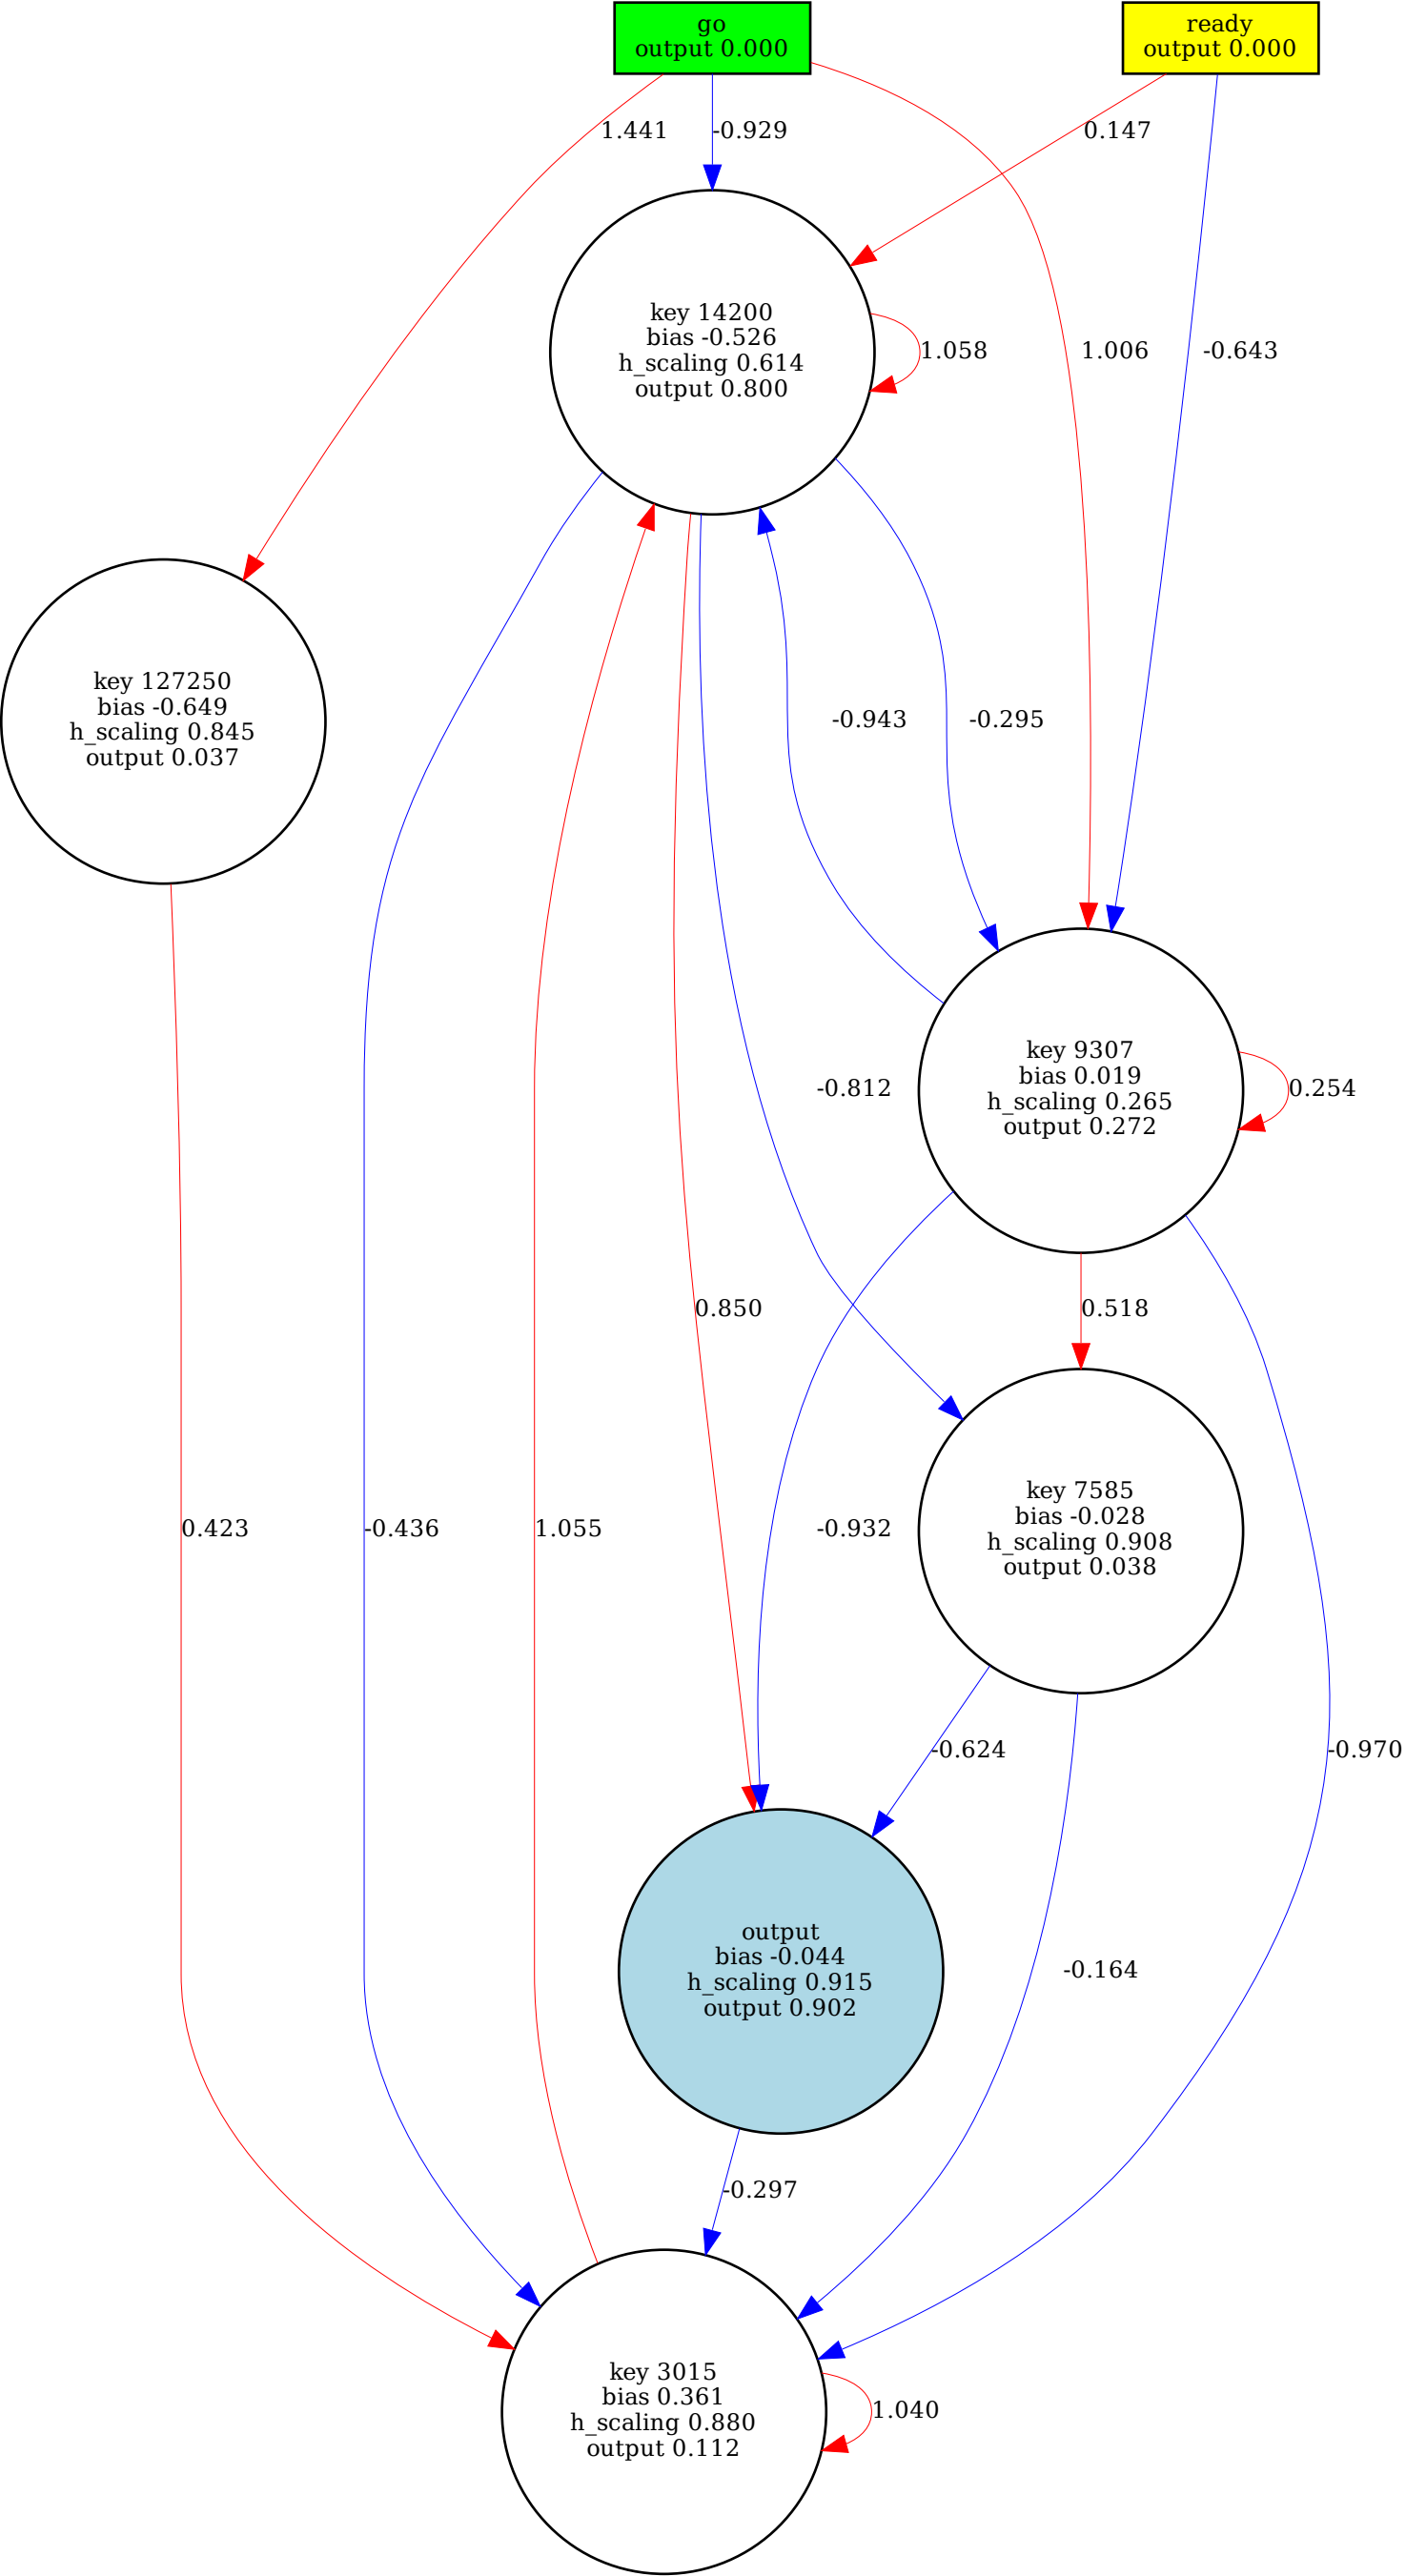 go
output 0.000
ready
output 0.000
1.441
-0.929
0.147
key 14200
bias -0.526
h_scaling 0.614
output 0.800
1.058
1.006
-0.643
key 127250
bias -0.649
h_scaling 0.845
output 0.037
-0.943
-0.295
key 9307
bias 0.019
h_scaling 0.265
output 0.272
-0.812
0.254
0.850
0.518
key 7585
bias -0.028
h_scaling 0.908
output 0.038
0.423
-0.436
1.055
-0.932
-0.624
-0.970
output
bias -0.044
h_scaling 0.915
output 0.902
-0.164
-0.297
key 3015
bias 0.361
h_scaling 0.880
output 0.112
1.040